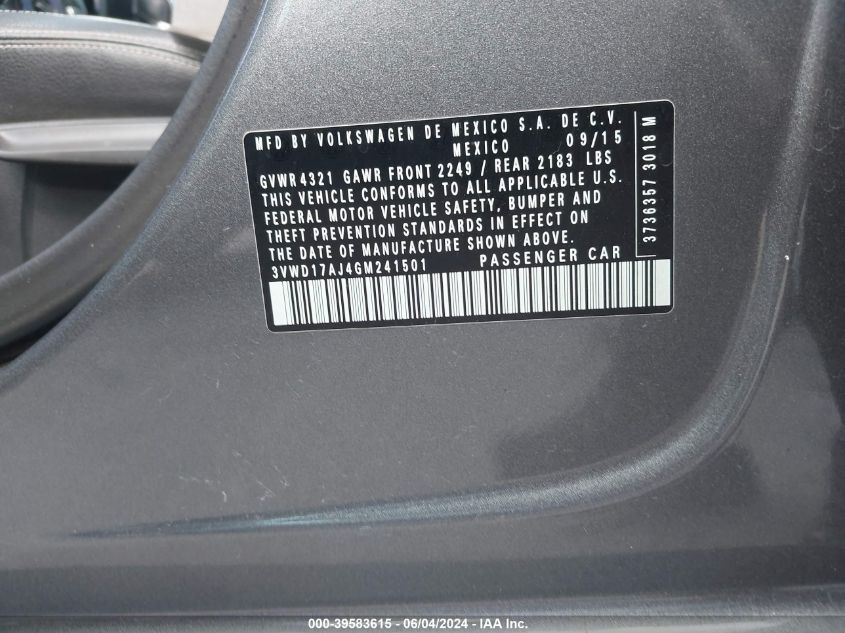 MFD BY VOLKSWAGEN DE MEXICO S.A. DE C.V.
MEXICO 09/15
GVWR 4321 GAWR FRONT 2249 / REAR 2183 LBS
THIS VEHICLE CONFORMS TO ALL APPLICABLE U.S.
FEDERAL MOTOR VEHICLE SAFETY, BUMPER AND
THEFT PREVENTION STANDARDS IN EFFECT ON
THE DATE OF MANUFACTURE SHOWN ABOVE.
3VWD17AJ4GM241501 PASSENGER CAR
3736357 3018 M
000-39583615 - 06/04/2024 - IAA Inc.